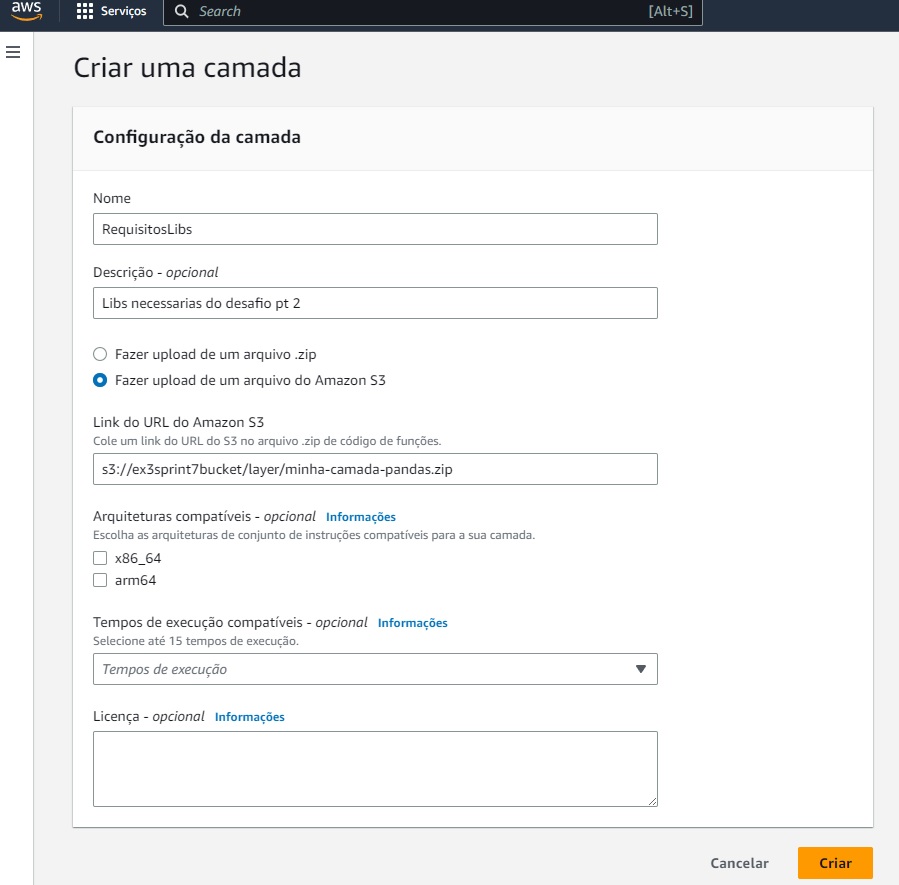 aws
Serviços
Search
[Alt+S]
Criar uma camada
Configuração da camada
Nome
RequisitosLibs
Descrição - opcional
Libs necessarias do desafio pt 2
Fazer upload de um arquivo .zip
Fazer upload de um arquivo do Amazon S3
Link do URL do Amazon S3
Cole um link do URL do S3 no arquivo .zip de código de funções.
s3://ex3sprint7bucket/layer/minha-camada-pandas.zip
Arquiteturas compatíveis - opcional Informações
Escolha as arquiteturas de conjunto de instruções compatíveis para a sua camada.
x86_64
arm64
Tempos de execução compatíveis - opcional Informações
Selecione até 15 tempos de execução.
Tempos de execução
Licença - opcional Informações
Cancelar
Criar